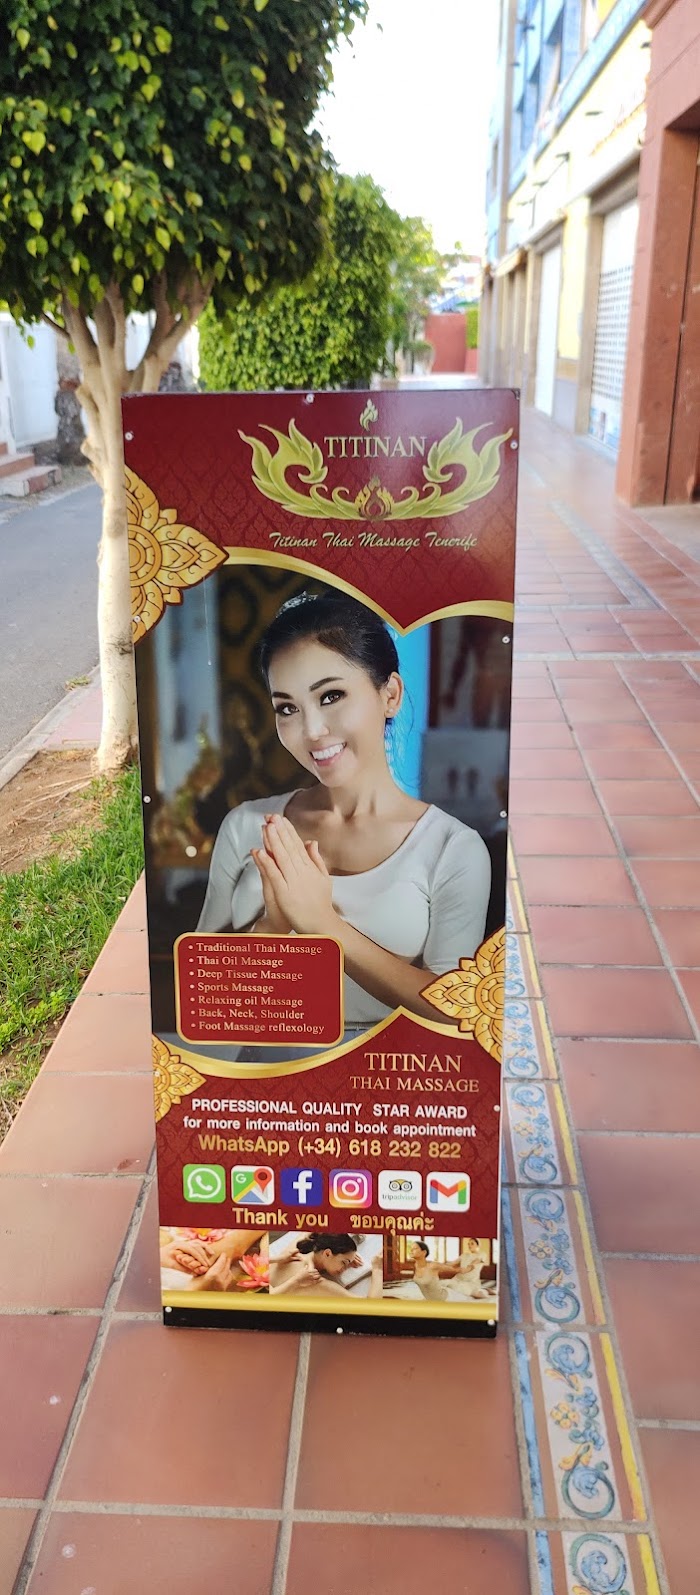 TITINAN
Titinan Thai Massage Tenerife
• Traditional Thai Massage
• Thai Oil Massage
• Deep Tissue Massage
• Sports Massage
• Relaxing oil Massage
• Back, Neck, Shoulder
• Foot Massage reflexology
TITINAN
THAI MASSAGE
PROFESSIONAL QUALITY STAR AWARD
for more information and book appointment
WhatsApp (+34) 618 232 822
tripadvisor
Thank you ขอบคุณค่ะ